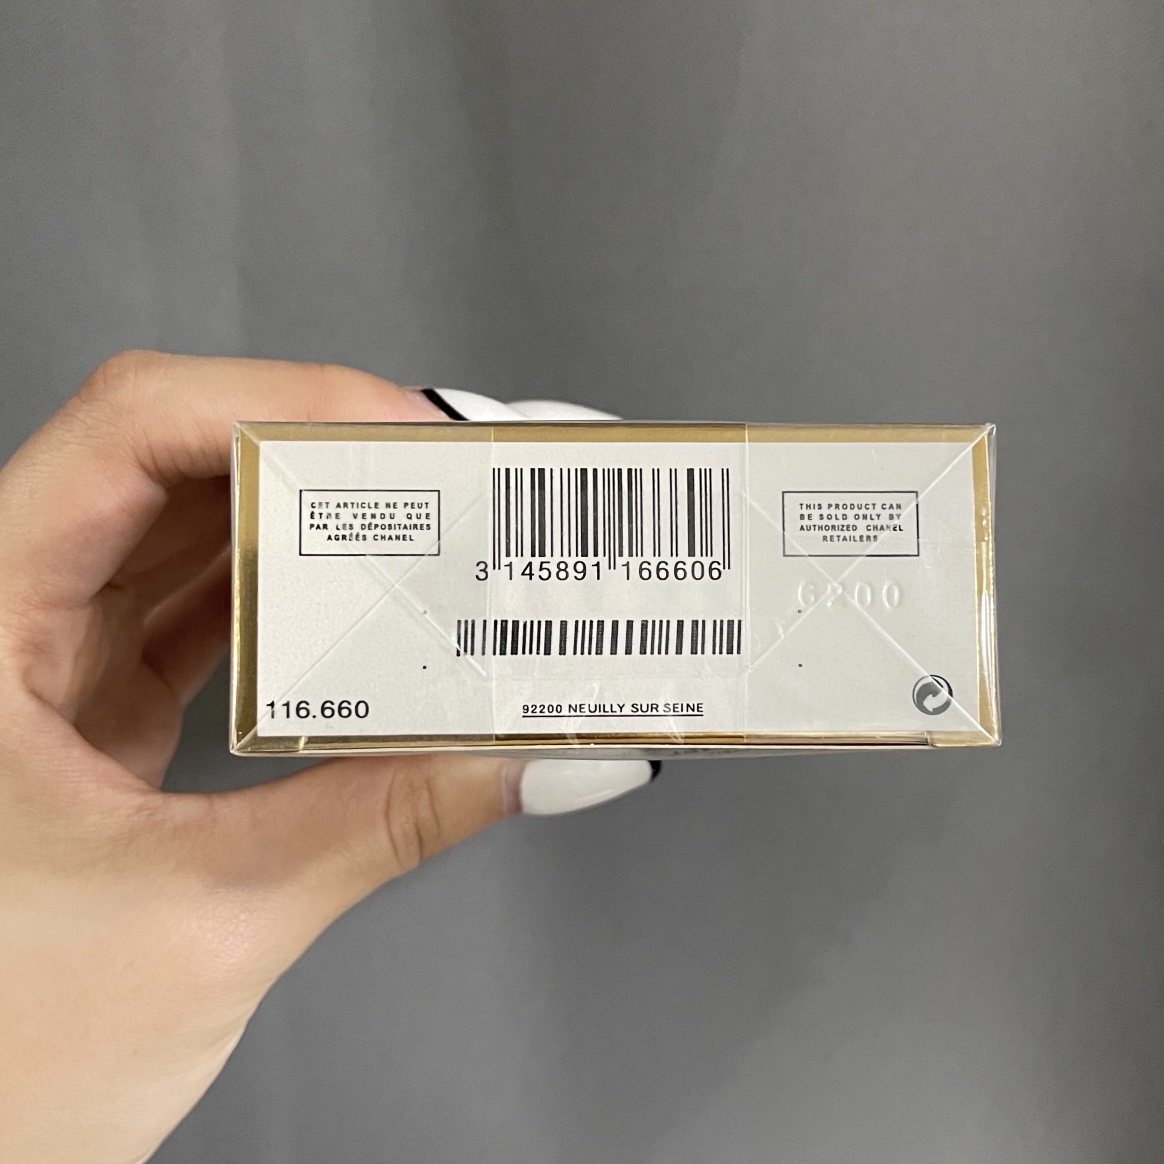 CET ARTICLE NE PEUT
ÊTRE VENDU QUE
PAR LES DÉPOSITAIRES
AGRÉÉS CHANEL
3 145891 166606
THIS PRODUCT CAN
BE SOLD ONLY BY
AUTHORIZED CHANEL
RETAILERS
6200
116.660
92200 NEUILLY SUR SEINE